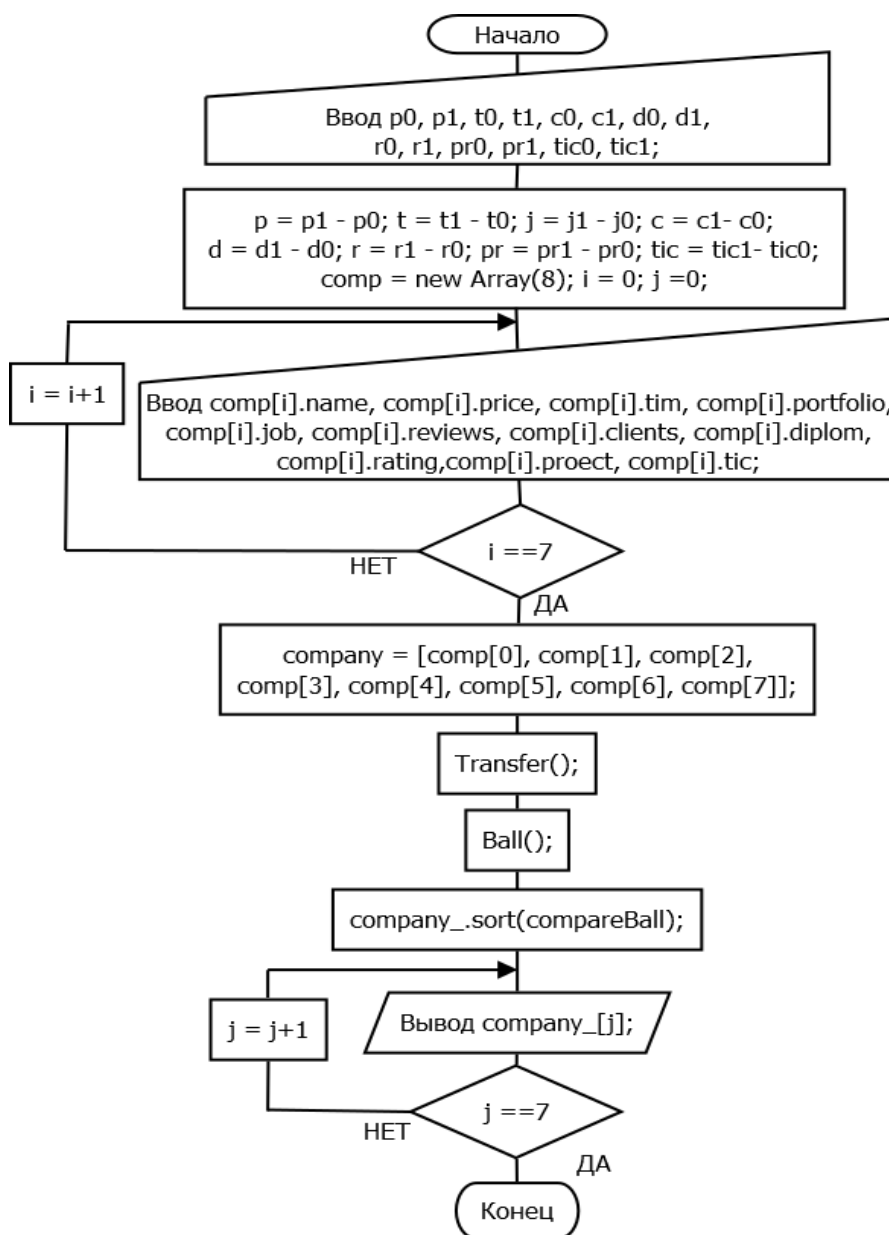 Начало
Ввод p0, p1, t0, t1, c0, c1, d0, d1,
r0, r1, pr0, pr1, tic0, tic1;
p = p1 - p0; t = t1 - t0; j = j1 - j0; c = c1- c0;
d = d1 - d0; r = r1 - r0; pr = pr1 - pr0; tic = tic1- tic0;
comp = new Array(8); i = 0; j =0;
i = i+1
Ввод comp[i].name, comp[i].price, comp[i].tim, comp[i].portfolio,
comp[i].job, comp[i].reviews, comp[i].clients, comp[i].diplom,
comp[i].rating,comp[i].proect, comp[i].tic;
i ==7
НЕТ
ДА
company = [comp[0], comp[1], comp[2],
comp[3], comp[4], comp[5], comp[6], comp[7]];
Transfer();
Ball();
company_.sort(compareBall);
j = j+1
Вывод company_[j];
j ==7
НЕТ
ДА
Конец